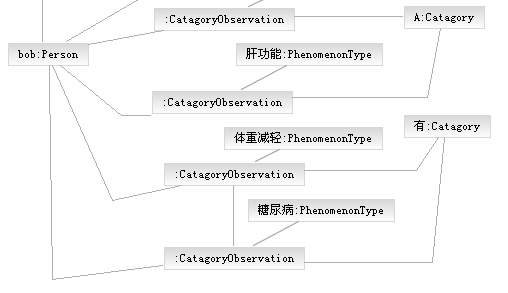 :CatagoryObservation
A:Catagory
bob:Person
肝功能:PhenomenonType
:CatagoryObservation
有:Catagory
体重减轻:PhenomenonType
:CatagoryObservation
糖尿病:PhenomenonType
:CatagoryObservation